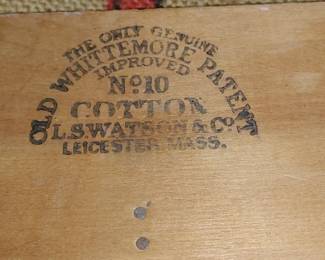 THE ONLY GENUINE
OLD WHITTEMORE PATENT
IMPROVED
No 10
COTTON
L.S. WATSON & Co.
LEICESTER MASS.